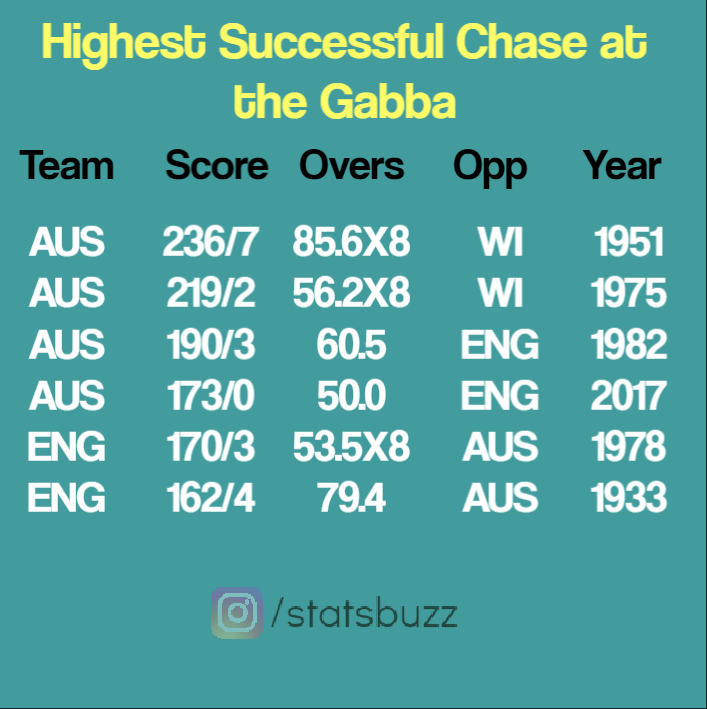 Highest Successful Chase at
the Gabba
Team Score Overs Opp Year
AUS 236/7 85.6X8 WI 1951
AUS 219/2 56.2X8 WI 1975
AUS 190/3 60.5 ENG 1982
AUS 173/0 50.0 ENG 2017
ENG 170/3 53.5X8 AUS 1978
ENG 162/4 79.4 AUS 1933
/statsbuzz